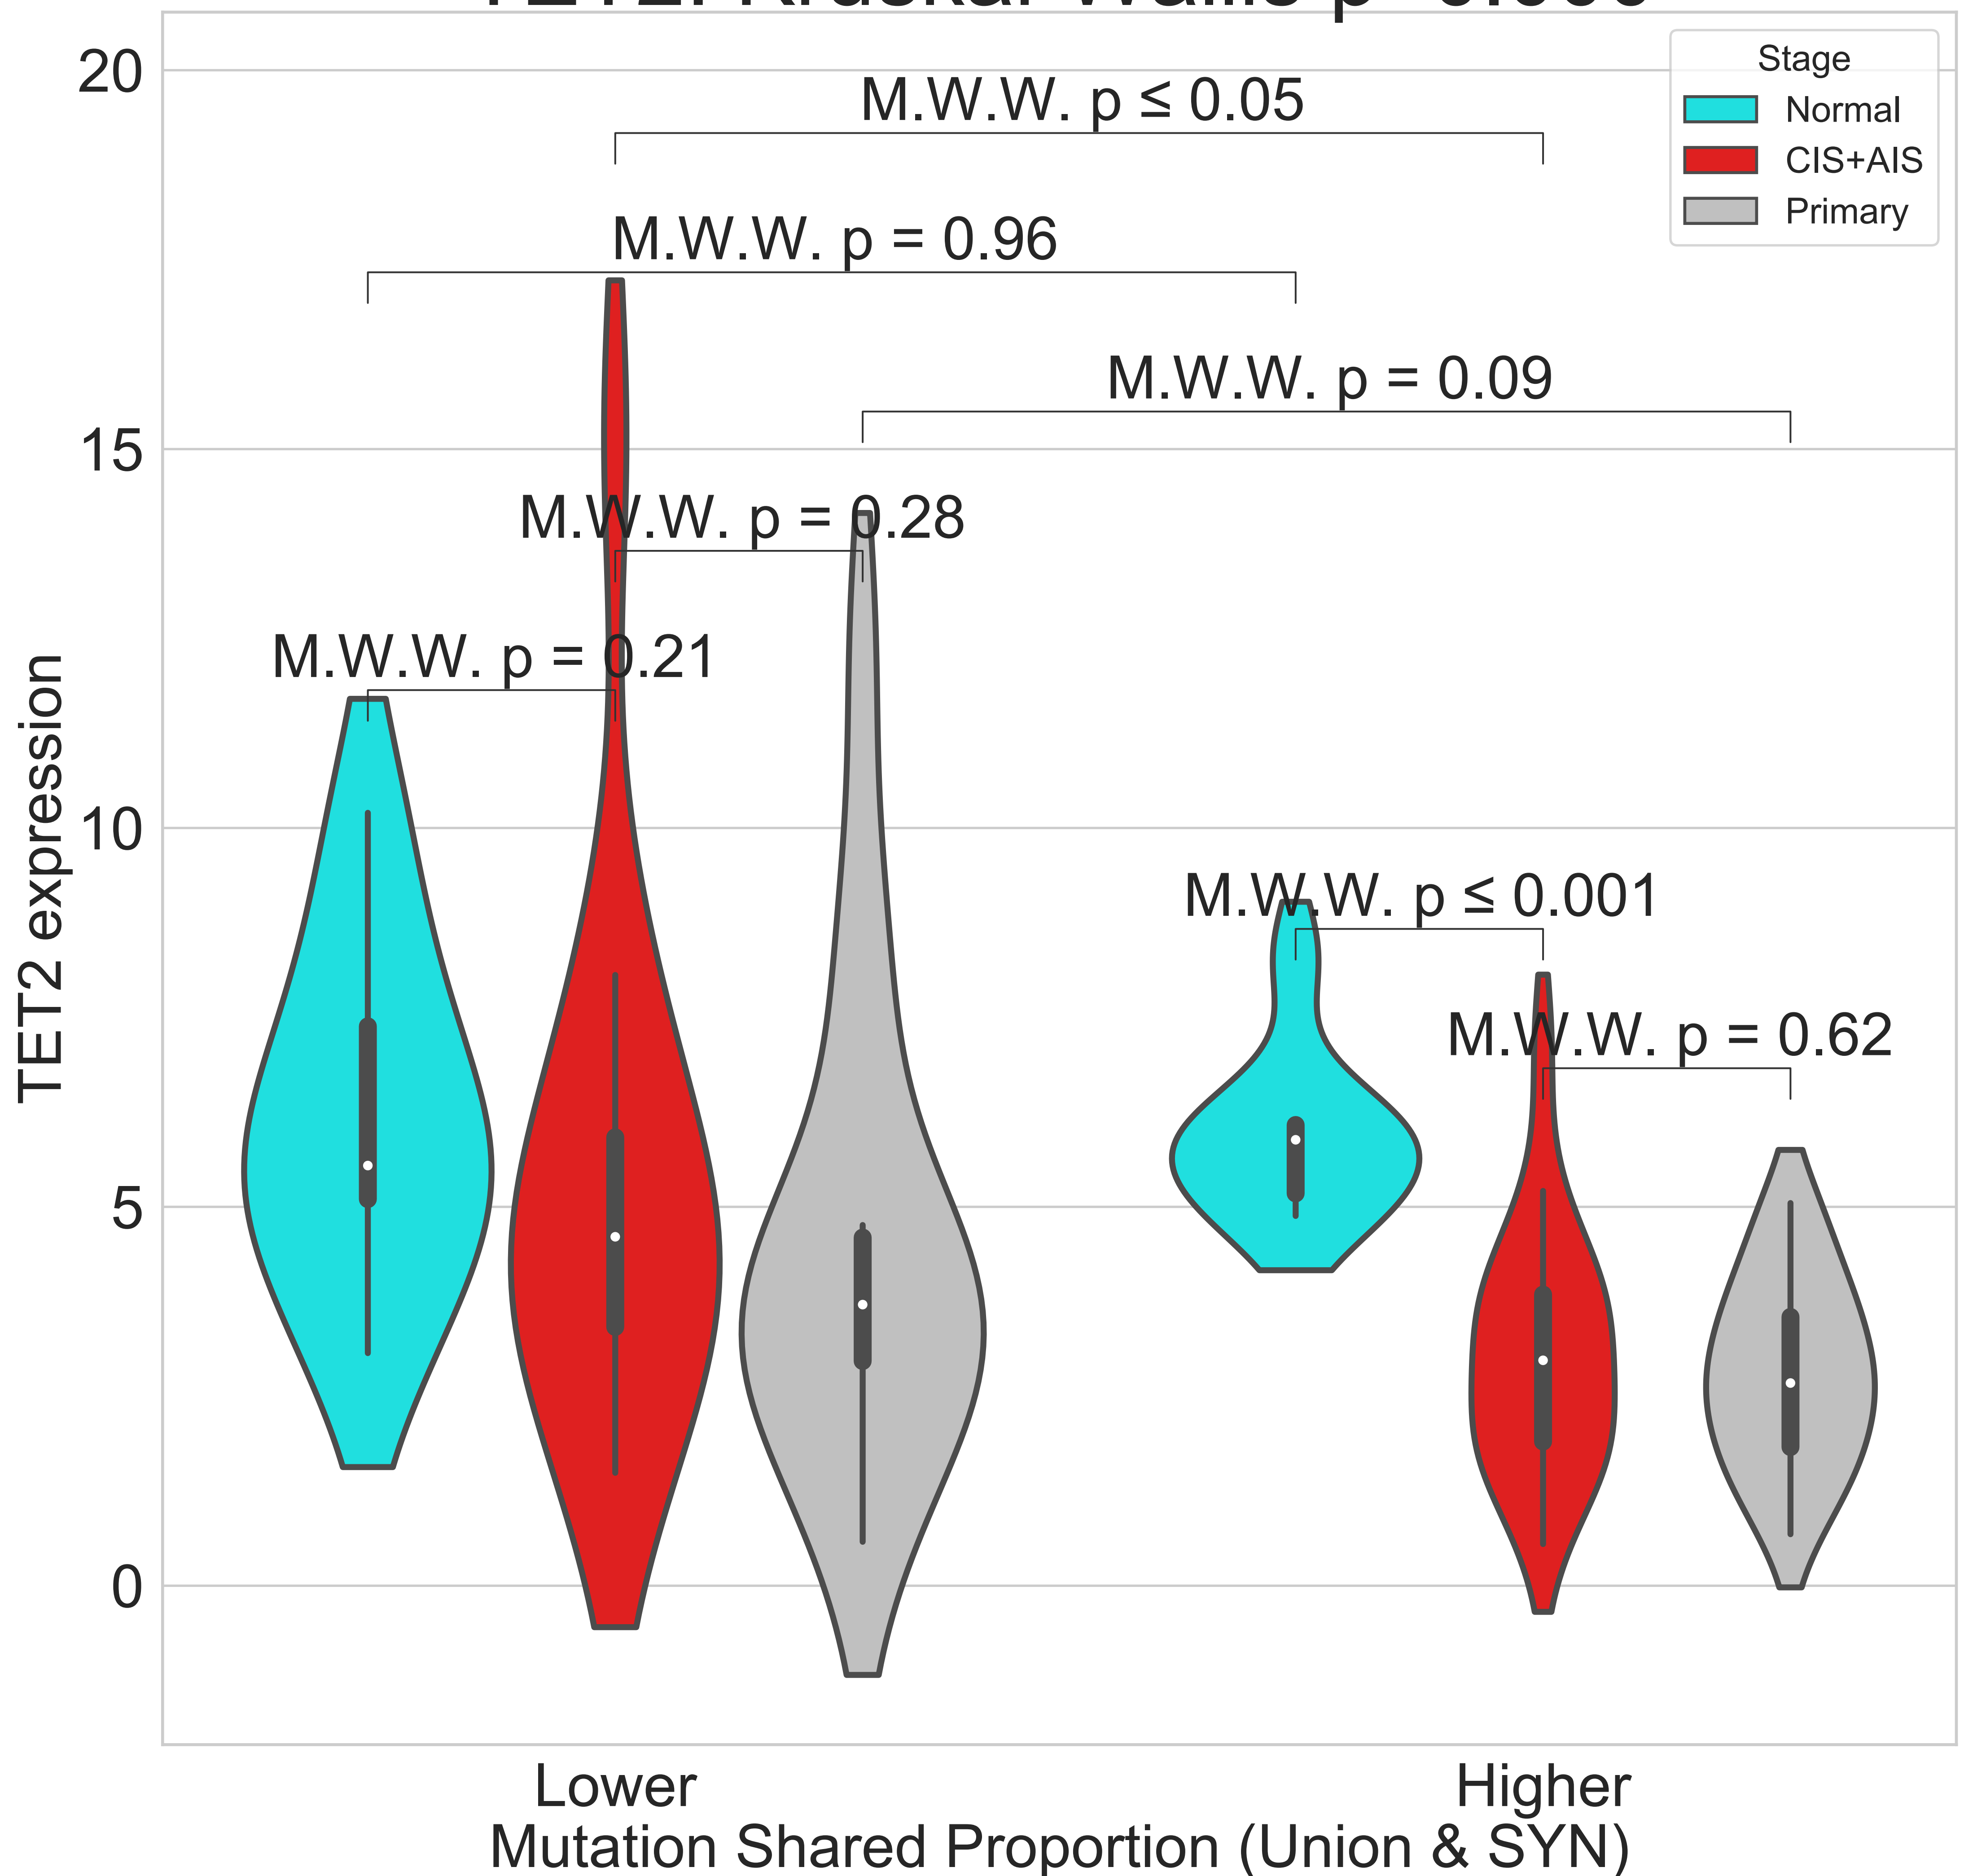 20
15
10
5
0
TET2 expression
M.W.W. p ≤ 0.05
M.W.W. p = 0.96
M.W.W. p = 0.09
M.W.W. p = 0.28
M.W.W. p = 0.21
M.W.W. p ≤ 0.001
M.W.W. p = 0.62
Stage
Normal
CIS+AIS
Primary
Lower
Higher
Mutation Shared Proportion (Union & SYN)